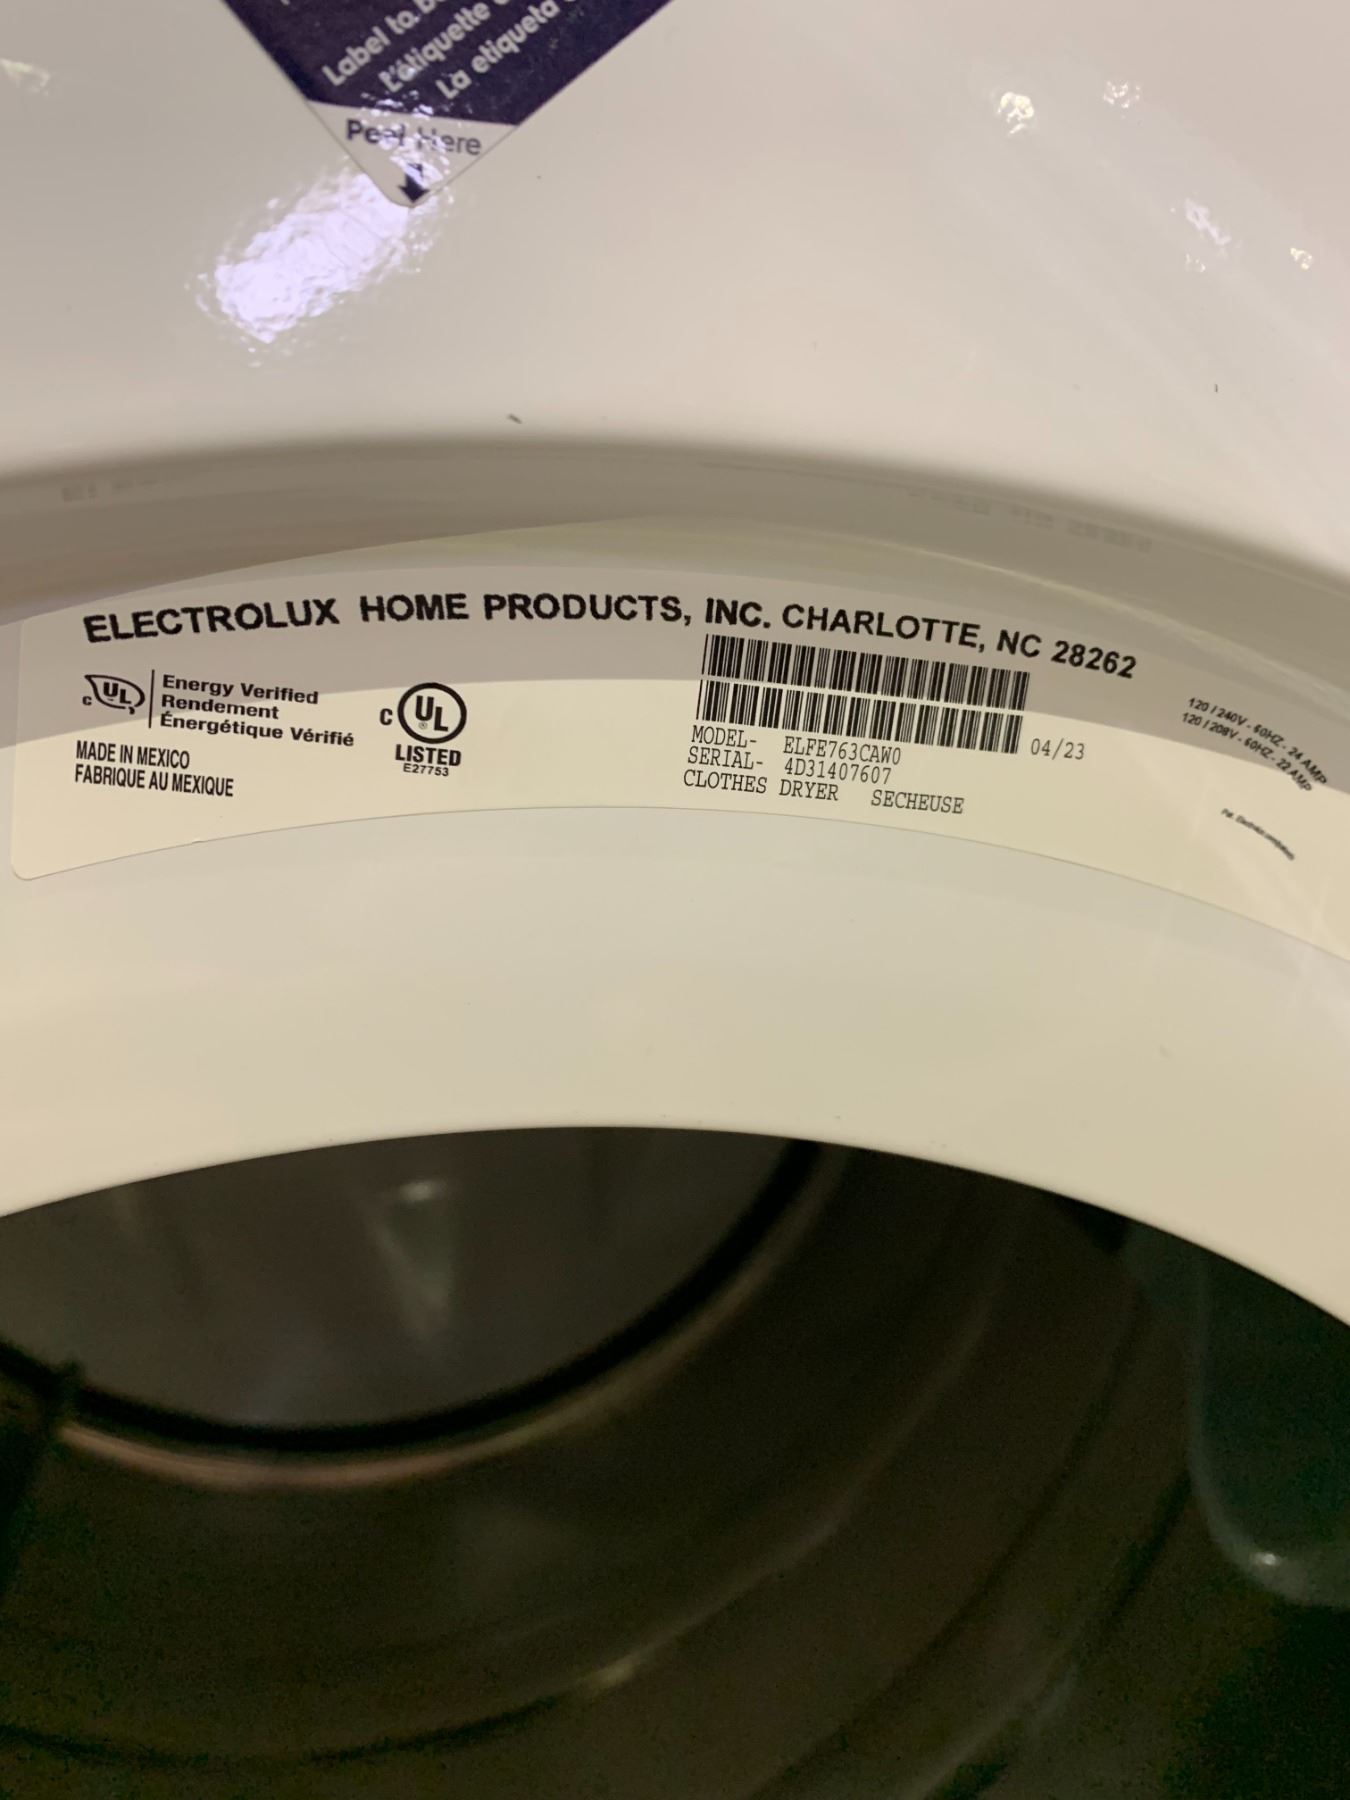 Label to b
L'étiquette
La etiqueta
Peel Here
ELECTROLUX HOME PRODUCTS, INC. CHARLOTTE, NC 28262
c UL Energy Verified
Rendement
Énergétique Vérifié
MADE IN MEXICO
FABRIQUE AU MEXIQUE
c UL ®
LISTED
E27753
04/23
MODEL- ELFE763CAW0
SERIAL- 4D31407607
CLOTHES DRYER SECHEUSE
120 / 240V - 60HZ - 24 AMP
120 / 208V - 60HZ - 22 AMP